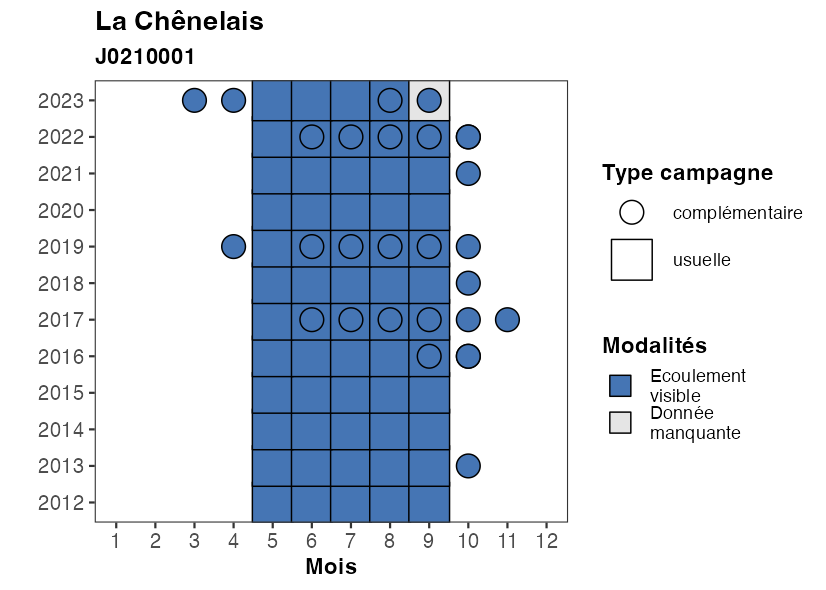 La Chênelais
J0210001
2023
2022
2021
2020
2019
2018
2017
2016
2015
2014
2013
2012
1 2 3 4 5 6 7 8 9 10 11 12
Mois
Type campagne
complémentaire
usuelle
Modalités
Ecoulement
visible
Donnée
manquante